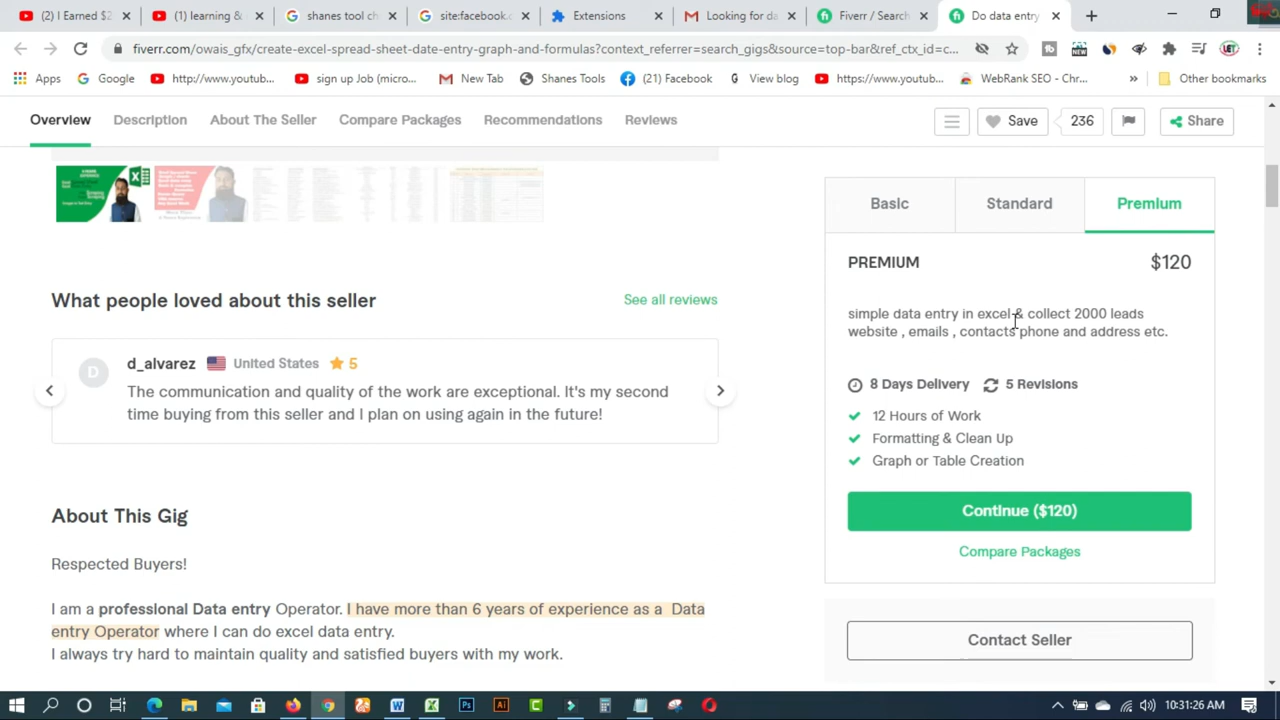 (2) I Earned $2
(1) learning &
shanes tool ch
site:facebook.c
Extensions
Looking for da
Fiverr / Search
Do data entry
fiverr.com/owais_gfx/create-excel-spread-sheet-date-entry-graph-and-formulas?context_referrer=search_gigs&source=top-bar&ref_ctx_id=c...
Apps
Google
http://www.youtub...
sign up Job (micro...
New Tab
Shanes Tools
(21) Facebook
View blog
https://www.youtub...
WebRank SEO - Chr...
»
Other bookmarks
Overview
Description
About The Seller
Compare Packages
Recommendations
Reviews
Save
236
Share
Basic
Standard
Premium
PREMIUM
$120
simple data entry in excel & collect 2000 leads
website , emails , contacts phone and address etc.
8 Days Delivery
5 Revisions
12 Hours of Work
Formatting & Clean Up
Graph or Table Creation
Continue ($120)
Compare Packages
Contact Seller
What people loved about this seller
See all reviews
D
d_alvarez
United States
5
The communication and quality of the work are exceptional. It's my second
time buying from this seller and I plan on using again in the future!
About This Gig
Respected Buyers!
I am a professional Data entry Operator. I have more than 6 years of experience as a Data
entry Operator where I can do excel data entry.
I always try hard to maintain quality and satisfied buyers with my work.
10:31:26 AM